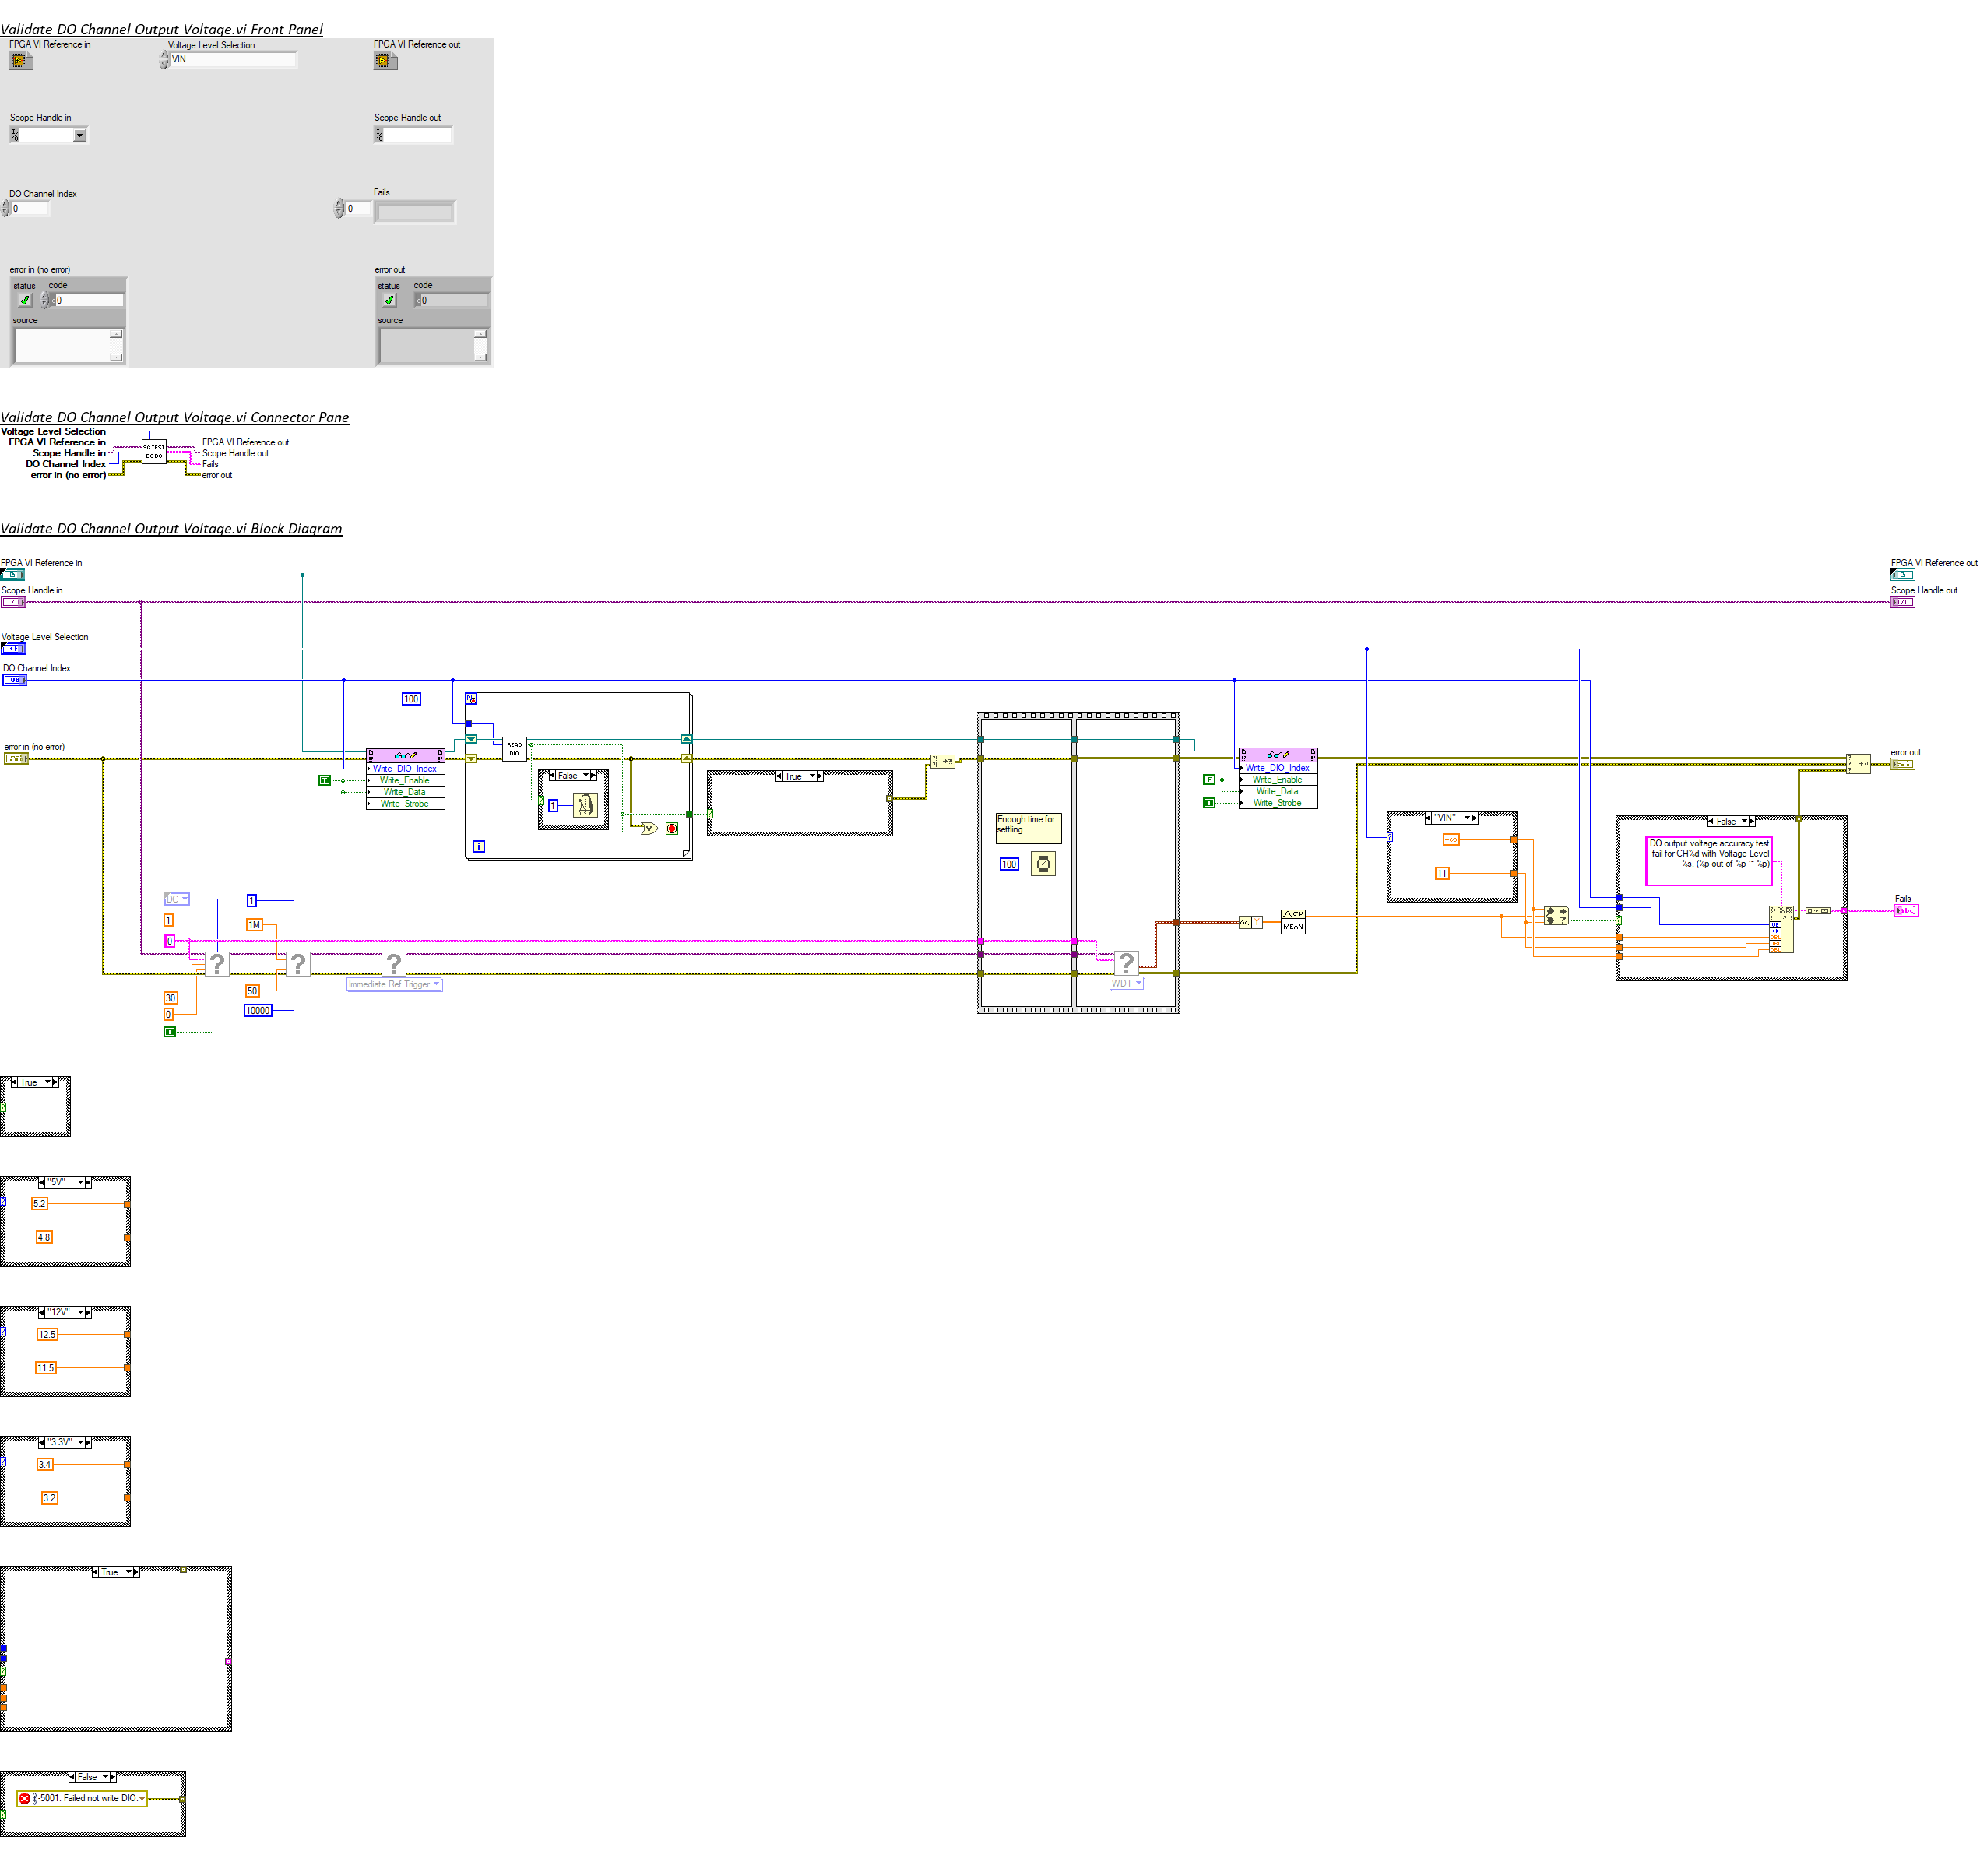 Validate DO Channel Output Voltage.vi Front Panel
FPGA VI Reference in
Voltage Level Selection
FPGA VI Reference out
VIN
Scope Handle in
Scope Handle out
I/O
I/O
DO Channel Index
Fails
0
0
error in (no error)
error out
status code
status code
0
d 0
source
source
Validate DO Channel Output Voltage.vi Connector Pane
Voltage Level Selection
FPGA VI Reference in
FPGA VI Reference out
Scope Handle in
SC TEST
Scope Handle out
DO Channel Index
DO DC
Fails
error in (no error)
error out
Validate DO Channel Output Voltage.vi Block Diagram
FPGA VI Reference in
FPGA VI Reference out
Scope Handle in
Scope Handle out
I/O
I/O
Voltage Level Selection
DO Channel Index
U8
100
N
error in (no error)
READ
DIO
error out
Write_DIO_Index
Write_Enable
Write_Data
Write_Strobe
T
False
1
V
i
True
Enough time for
settling.
100
Write_DIO_Index
Write_Enable
Write_Data
Write_Strobe
F
T
"VIN"
+∞
11
False
DO output voltage accuracy test
fail for CH%d with Voltage Level
%s. (%p out of %p ~ %p)
U8
Fails
abc
DC
1
1
1M
0
?
?
?
Immediate Ref Trigger
30
50
0
10000
T
?
WDT
Y
σμ
MEAN
True
"5V"
5.2
4.8
"12V"
12.5
11.5
"3.3V"
3.4
3.2
True
False
-5001: Failed not write DIO.